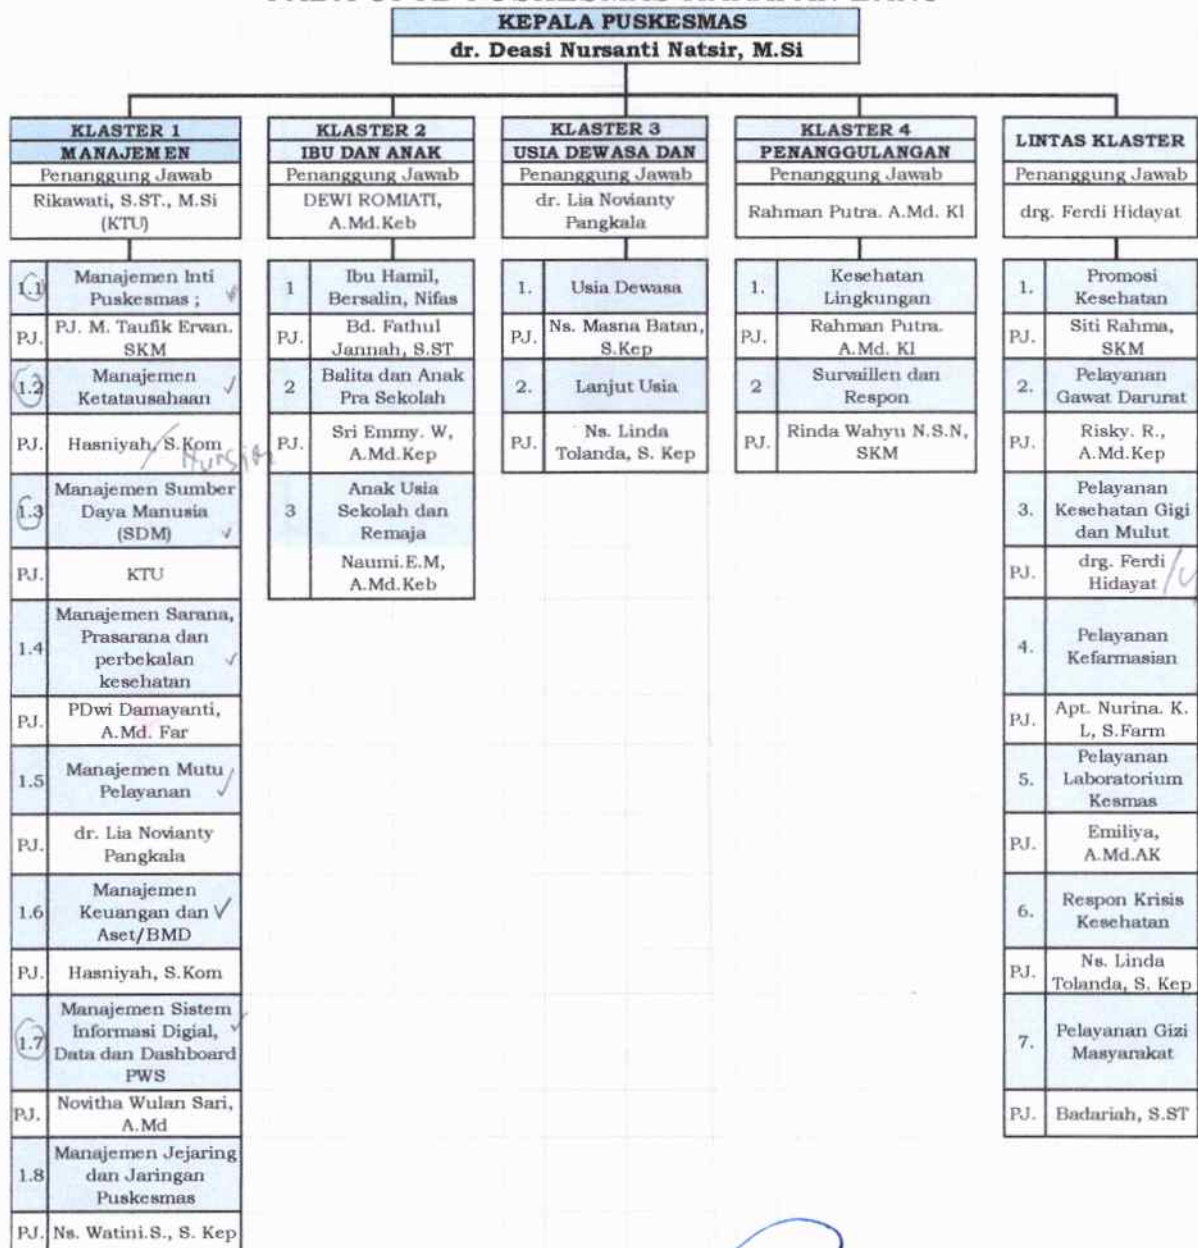 KEPALA PUSKESMAS
dr. Deasi Nursanti Natsir, M.Si
KLASTER 1
MANAJEMEN
Penanggung Jawab
Rikawati, S.ST., M.Si
(KTU)
1.1 Manajemen Inti
Puskesmas ;
PJ. PJ. M. Taufik Ervan.
SKM
1.2 Manajemen
Ketatausahaan
PJ. Hasniyah, S.Kom
1.3 Manajemen Sumber
Daya Manusia
(SDM)
PJ. KTU
1.4 Manajemen Sarana,
Prasarana dan
perbekalan
kesehatan
PJ. PDwi Damayanti,
A.Md. Far
1.5 Manajemen Mutu
Pelayanan
PJ. dr. Lia Novianty
Pangkala
1.6 Manajemen
Keuangan dan
Aset/BMD
PJ. Hasniyah, S.Kom
1.7 Manajemen Sistem
Informasi Digial,
Data dan Dashboard
PWS
PJ. Novitha Wulan Sari,
A.Md
1.8 Manajemen Jejaring
dan Jaringan
Puskesmas
PJ. Ns. Watini.S., S. Kep
KLASTER 2
IBU DAN ANAK
Penanggung Jawab
DEWI ROMIATI,
A.Md.Keb
1 Ibu Hamil,
Bersalin, Nifas
PJ. Bd. Fathul
Jannah, S.ST
2 Balita dan Anak
Pra Sekolah
PJ. Sri Emmy. W,
A.Md.Kep
3 Anak Usia
Sekolah dan
Remaja
Naumi.E.M,
A.Md.Keb
KLASTER 3
USIA DEWASA DAN
Penanggung Jawab
dr. Lia Novianty
Pangkala
1. Usia Dewasa
PJ. Ns. Masna Batan,
S.Kep
2. Lanjut Usia
PJ. Ns. Linda
Tolanda, S. Kep
KLASTER 4
PENANGGULANGAN
Penanggung Jawab
Rahman Putra. A.Md. Kl
1. Kesehatan
Lingkungan
PJ. Rahman Putra.
A.Md. Kl
2 Survaillen dan
Respon
PJ. Rinda Wahyu N.S.N,
SKM
LINTAS KLASTER
Penanggung Jawab
drg. Ferdi Hidayat
1. Promosi
Kesehatan
PJ. Siti Rahma,
SKM
2. Pelayanan
Gawat Darurat
PJ. Risky. R.,
A.Md.Kep
3. Pelayanan
Kesehatan Gigi
dan Mulut
PJ. drg. Ferdi
Hidayat
4. Pelayanan
Kefarmasian
PJ. Apt. Nurina. K.
L, S.Farm
5. Pelayanan
Laboratorium
Kesmas
PJ. Emiliya,
A.Md.AK
6. Respon Krisis
Kesehatan
PJ. Ns. Linda
Tolanda, S. Kep
7. Pelayanan Gizi
Masyarakat
PJ. Badariah, S.ST